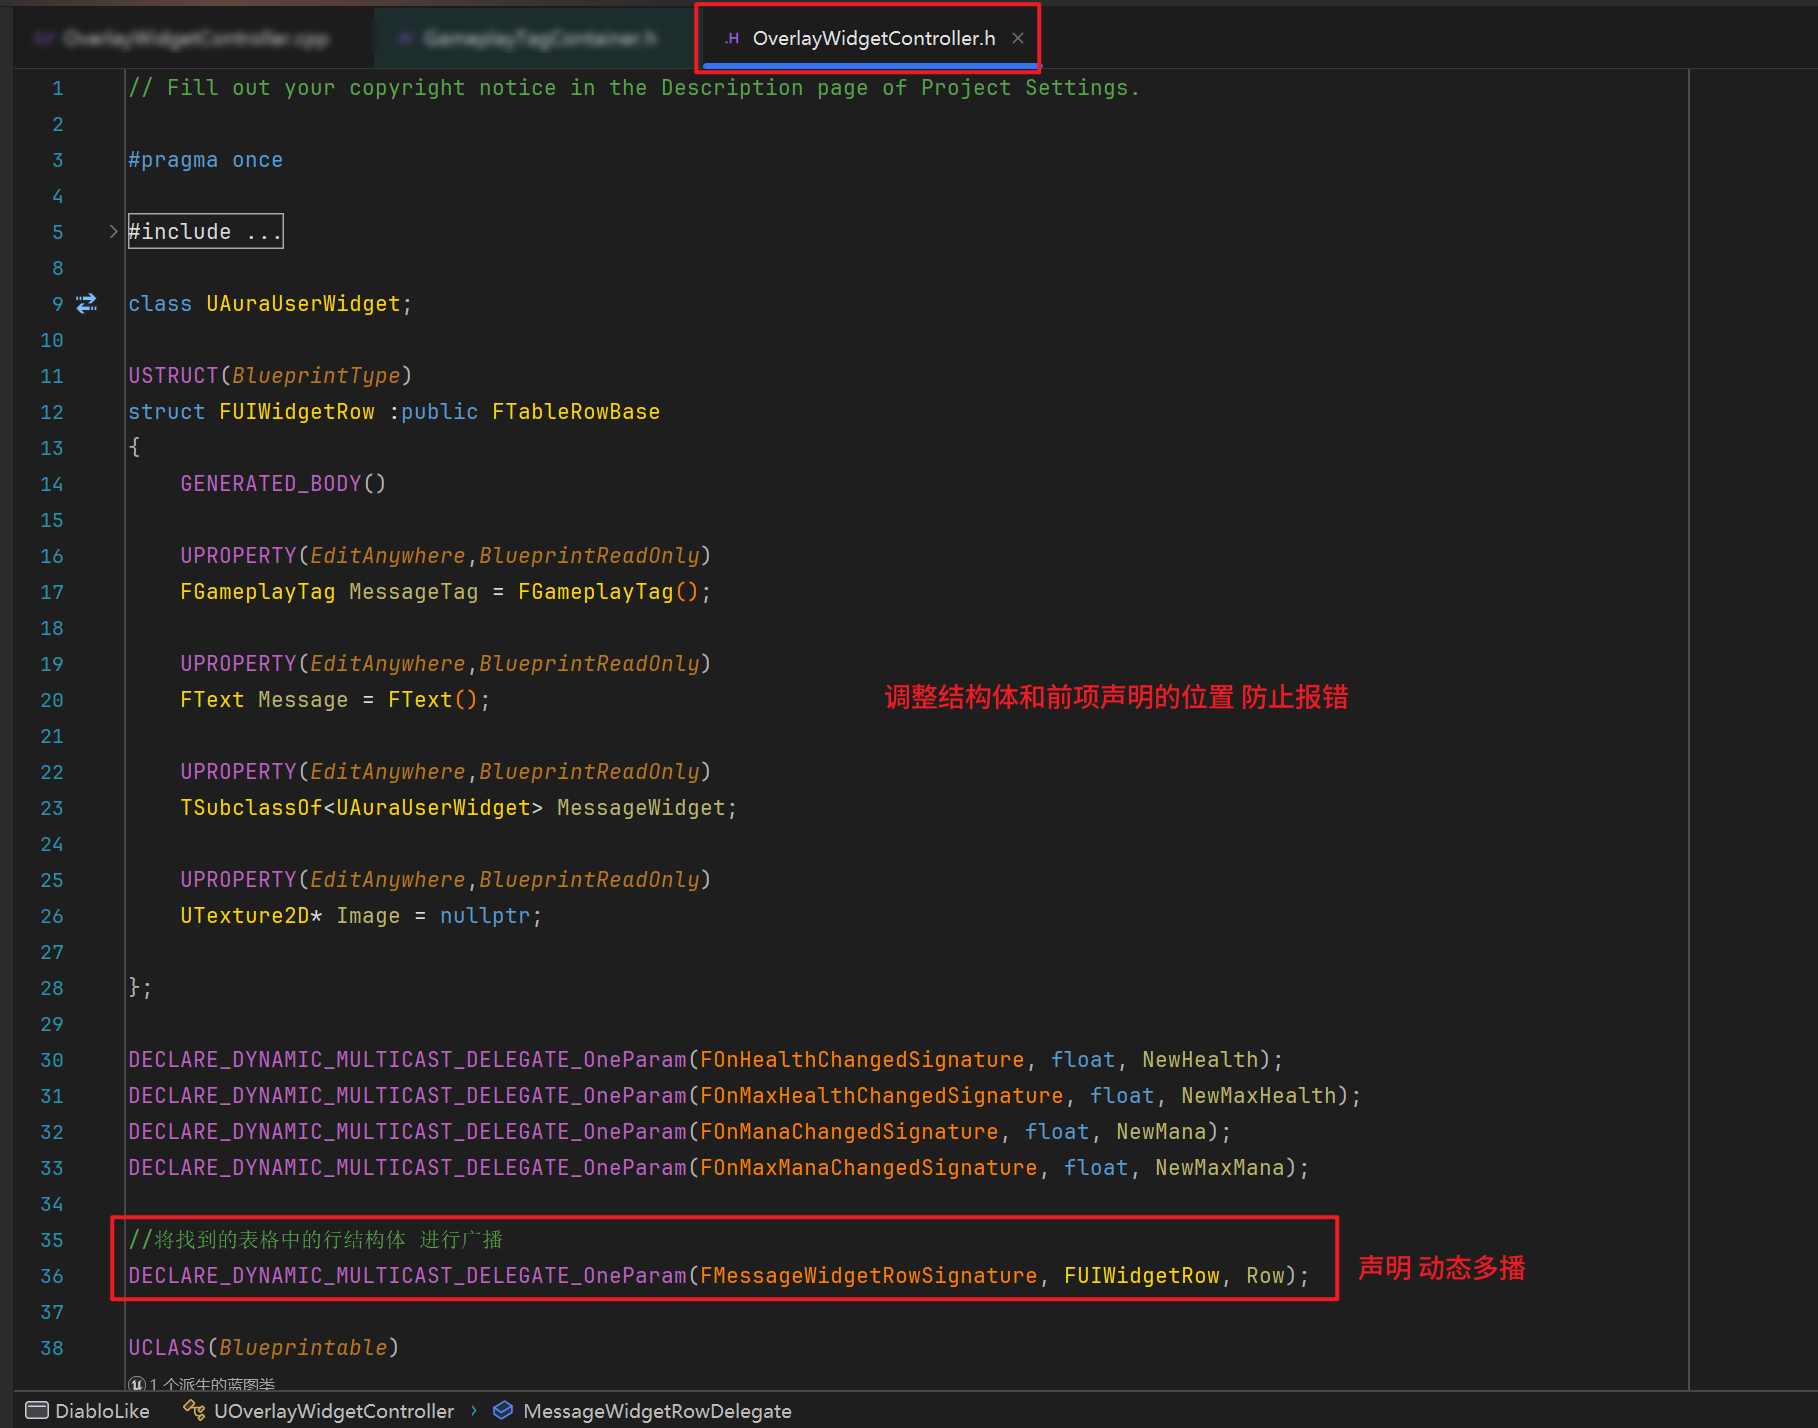 OverlayWidgetController.cpp
GameplayTagContainer.h
.H OverlayWidgetController.h ×
1 // Fill out your copyright notice in the Description page of Project Settings.
2
3 #pragma once
4
5 #include ...
8
9 class UAuraUserWidget;
10
11 USTRUCT(BlueprintType)
12 struct FUIWidgetRow :public FTableRowBase
13 {
14 GENERATED_BODY()
15
16 UPROPERTY(EditAnywhere,BlueprintReadOnly)
17 FGameplayTag MessageTag = FGameplayTag();
18
19 UPROPERTY(EditAnywhere,BlueprintReadOnly)
20 FText Message = FText();
调整结构体和前项声明的位置 防止报错
21
22 UPROPERTY(EditAnywhere,BlueprintReadOnly)
23 TSubclassOf<UAuraUserWidget> MessageWidget;
24
25 UPROPERTY(EditAnywhere,BlueprintReadOnly)
26 UTexture2D* Image = nullptr;
27
28 };
29
30 DECLARE_DYNAMIC_MULTICAST_DELEGATE_OneParam(FOnHealthChangedSignature, float, NewHealth);
31 DECLARE_DYNAMIC_MULTICAST_DELEGATE_OneParam(FOnMaxHealthChangedSignature, float, NewMaxHealth);
32 DECLARE_DYNAMIC_MULTICAST_DELEGATE_OneParam(FOnManaChangedSignature, float, NewMana);
33 DECLARE_DYNAMIC_MULTICAST_DELEGATE_OneParam(FOnMaxManaChangedSignature, float, NewMaxMana);
34
35 //将找到的表格中的行结构体 进行广播
36 DECLARE_DYNAMIC_MULTICAST_DELEGATE_OneParam(FMessageWidgetRowSignature, FUIWidgetRow, Row);
声明 动态多播
37
38 UCLASS(Blueprintable)
1 个派生的蓝图类
DiabloLike UOverlayWidgetController › MessageWidgetRowDelegate